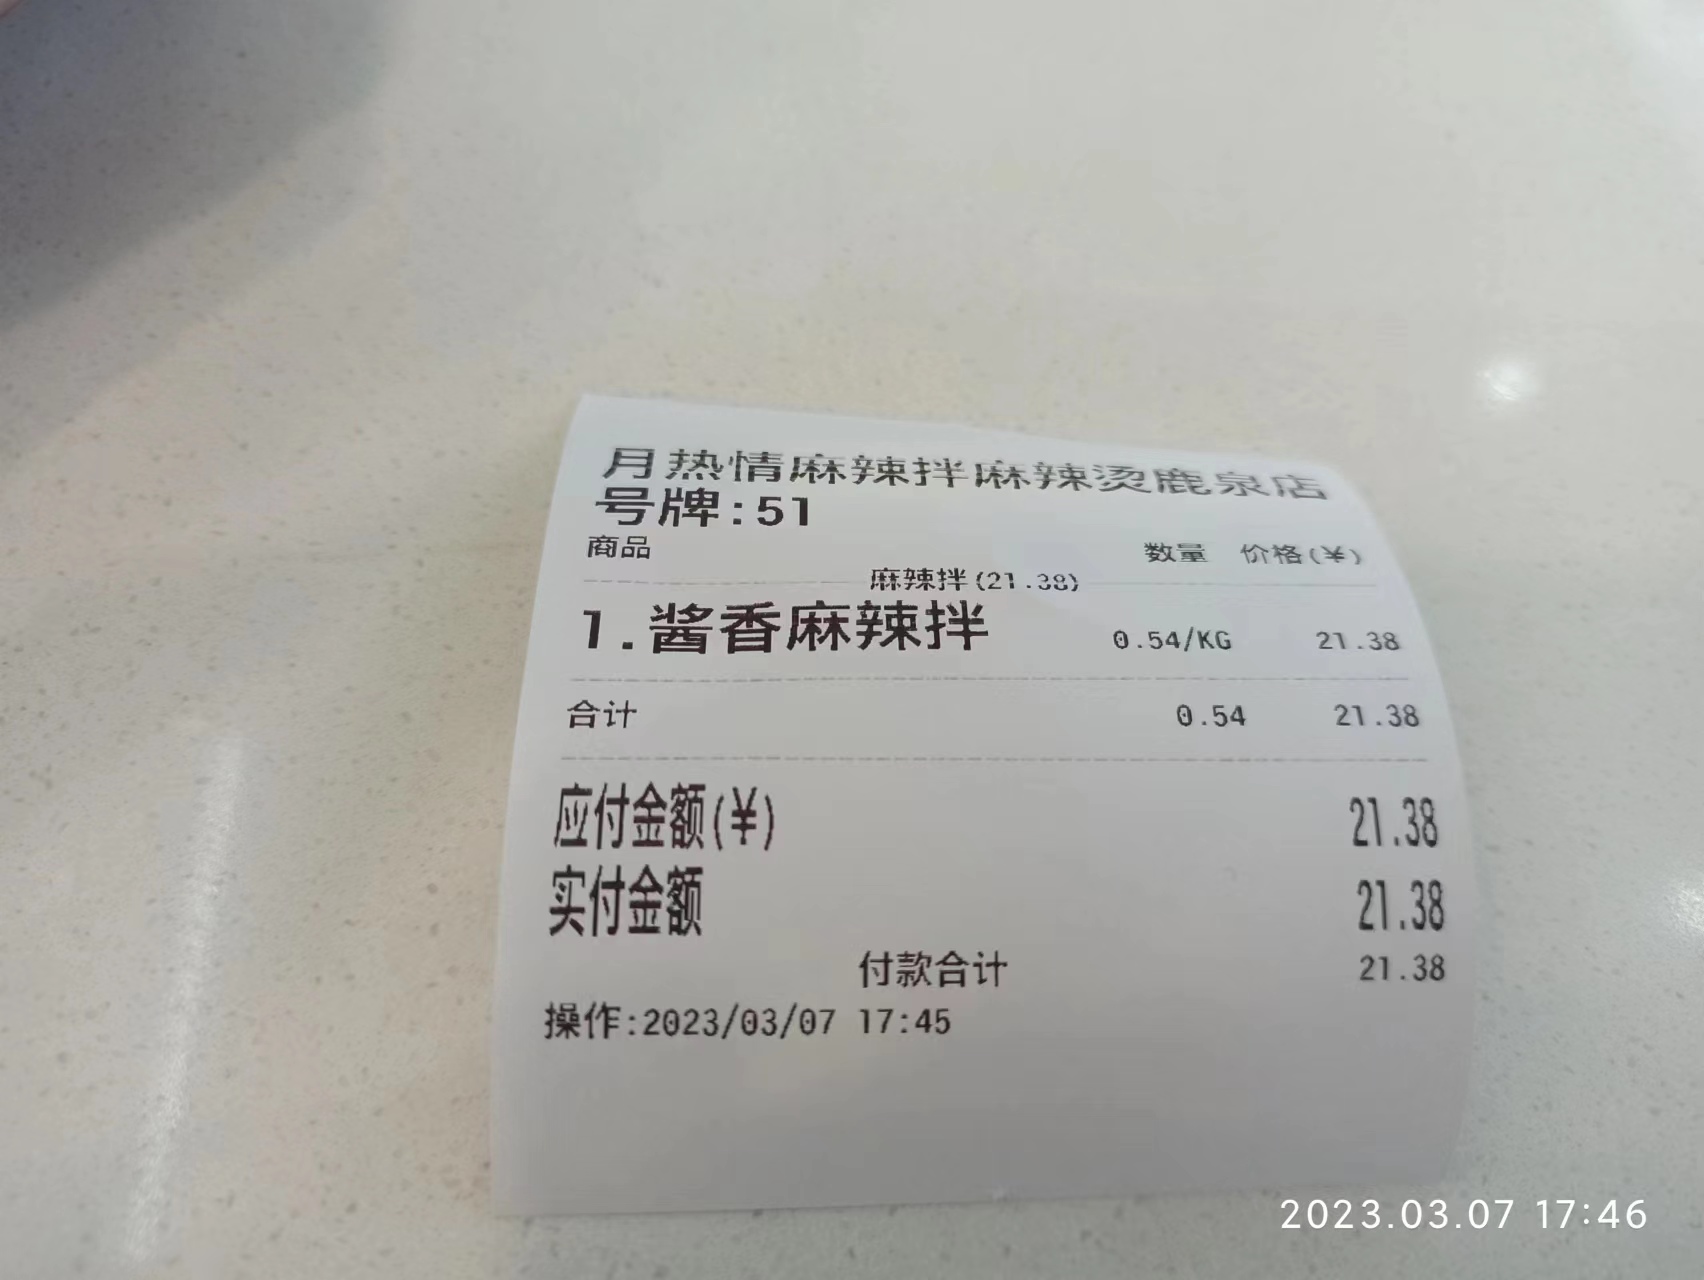 月热情麻辣拌麻辣烫鹿泉店
号牌:51
商品 数量 价格(¥)
麻辣拌(21.38)
1.酱香麻辣拌 0.54/KG 21.38
合计 0.54 21.38
应付金额(¥) 21.38
实付金额 21.38
付款合计 21.38
操作:2023/03/07 17:45
2023.03.07 17:46